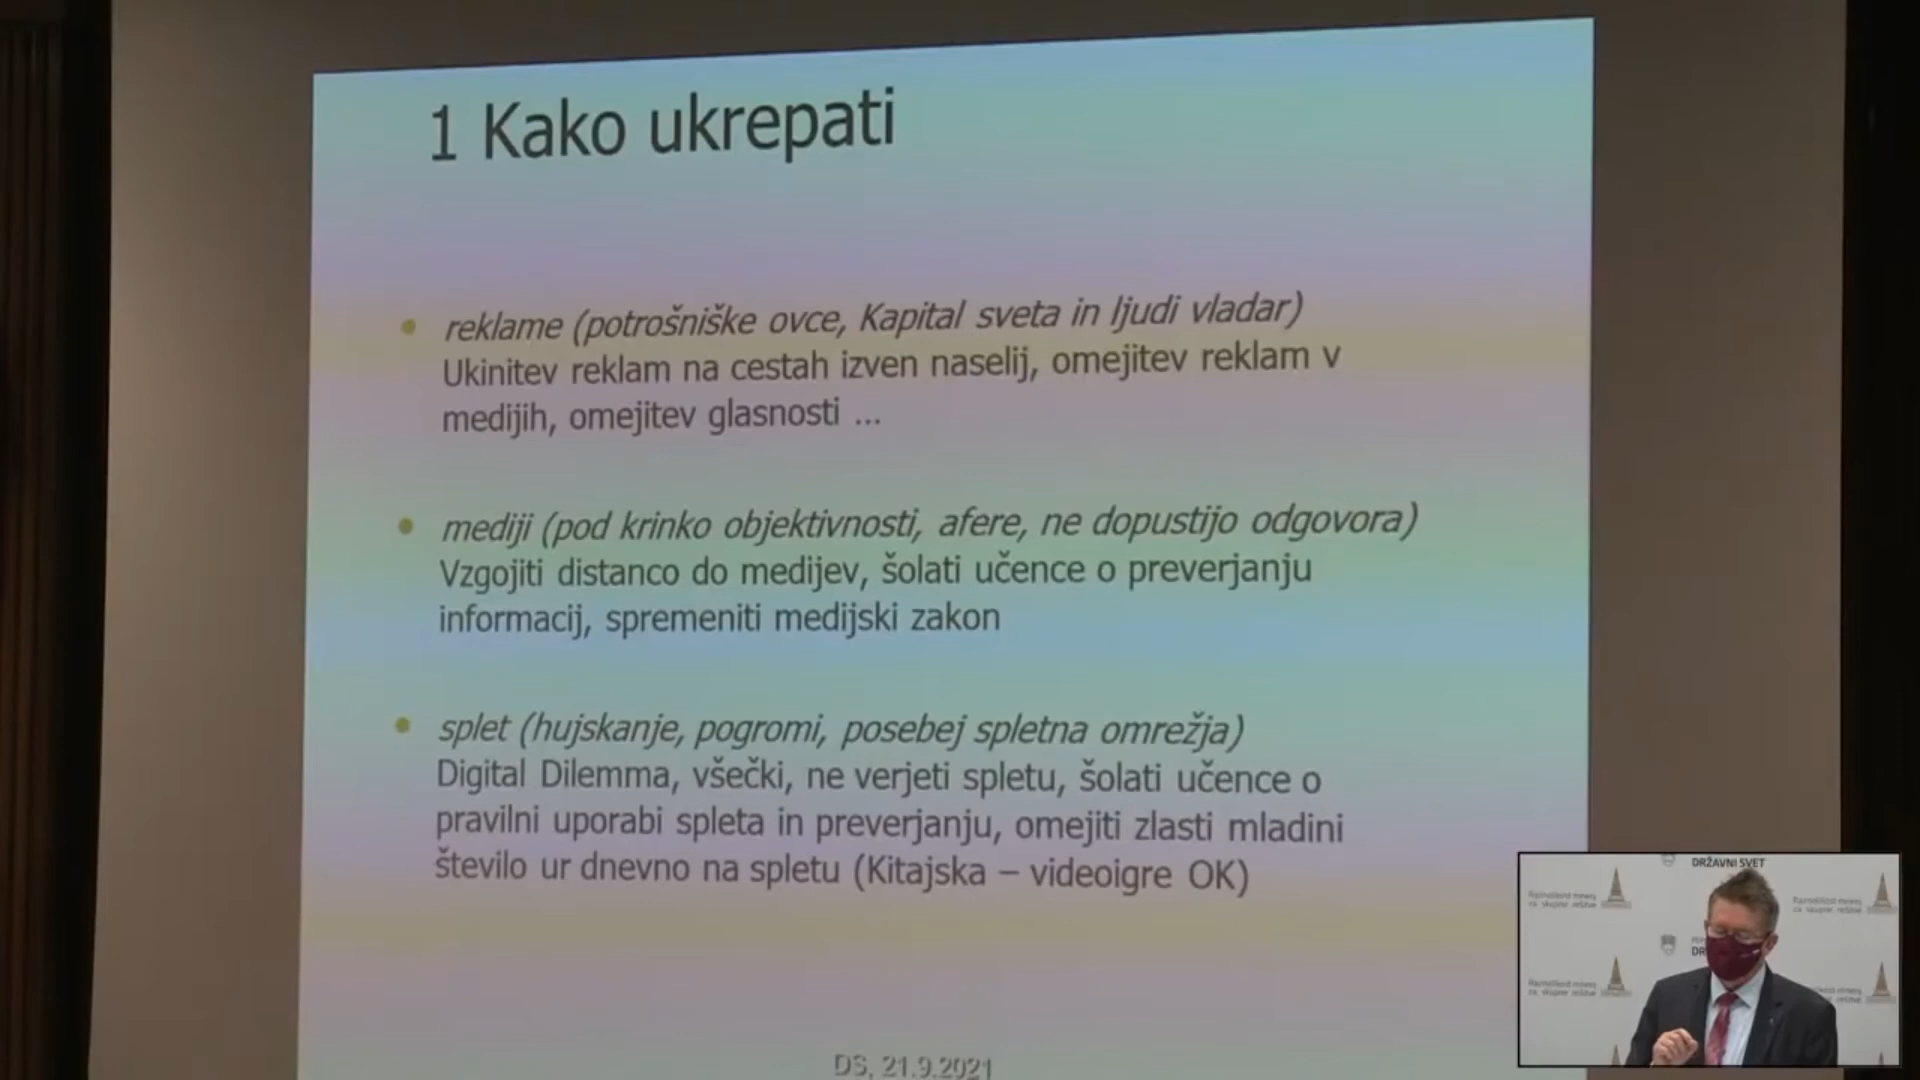 1 Kako ukrepati
• reklame (potrošniške ovce, Kapital sveta in ljudi vladar)
Ukinitev reklam na cestah izven naselij, omejitev reklam v
medijih, omejitev glasnosti ...
• mediji (pod krinko objektivnosti, afere, ne dopustijo odgovora)
Vzgojiti distanco do medijev, šolati učence o preverjanju
informacij, spremeniti medijski zakon
• splet (hujskanje, pogromi, posebej spletna omrežja)
Digital Dilemma, všečki, ne verjeti spletu, šolati učence o
pravilni uporabi spleta in preverjanju, omejiti zlasti mladini
število ur dnevno na spletu (Kitajska – videoigre OK)
DS, 21.9.2021
DRŽAVNI SVET